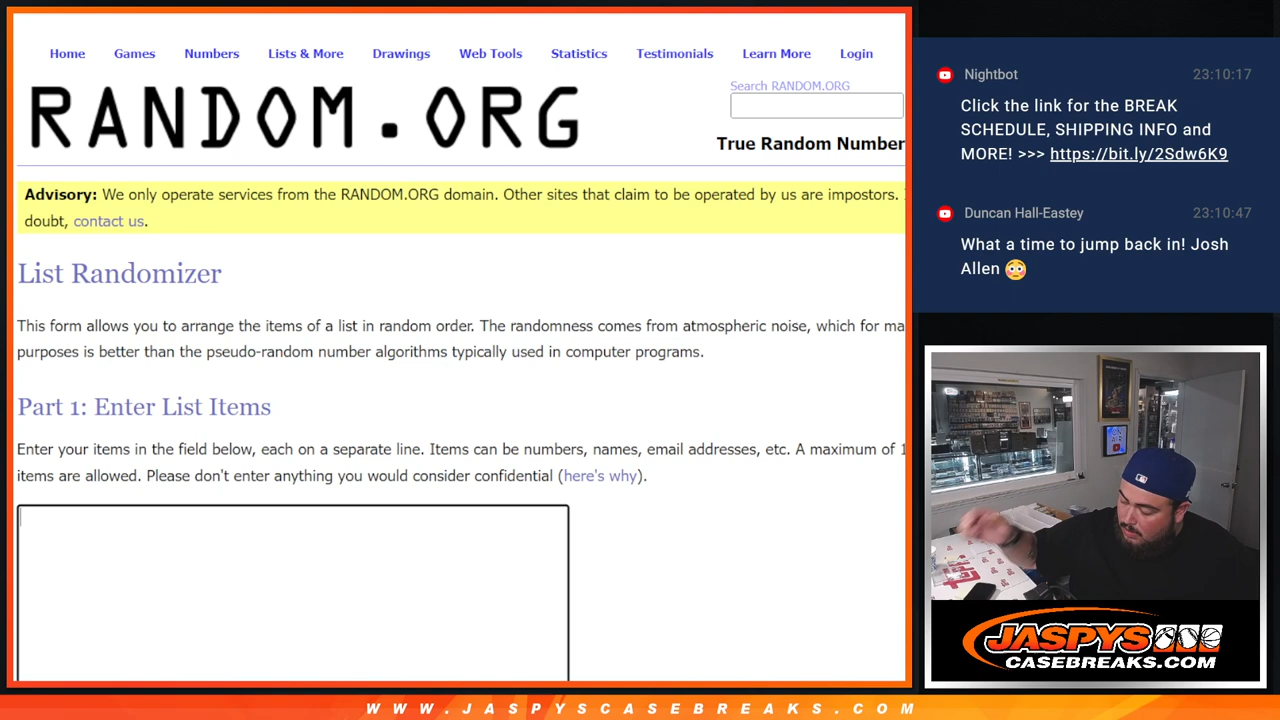 Home Games Numbers Lists & More Drawings Web Tools Statistics Testimonials Learn More Login
RANDOM.ORG
Search RANDOM.ORG
True Random Number
Advisory: We only operate services from the RANDOM.ORG domain. Other sites that claim to be operated by us are impostors.
doubt, contact us.
List Randomizer
This form allows you to arrange the items of a list in random order. The randomness comes from atmospheric noise, which for ma
purposes is better than the pseudo-random number algorithms typically used in computer programs.
Part 1: Enter List Items
Enter your items in the field below, each on a separate line. Items can be numbers, names, email addresses, etc. A maximum of 1
items are allowed. Please don't enter anything you would consider confidential (here's why).
Nightbot 23:10:17
Click the link for the BREAK
SCHEDULE, SHIPPING INFO and
MORE! >>> https://bit.ly/2Sdw6K9
Duncan Hall-Eastey 23:10:47
What a time to jump back in! Josh
Allen 😳
JASPYS
CASEBREAKS.COM
WWW.JASPYSCASEBREAKS.COM